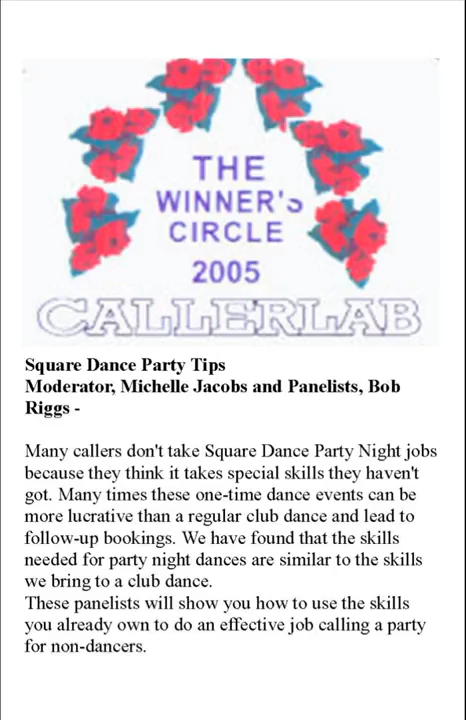 THE
WINNER'S
CIRCLE
2005
CALLERLAB
Square Dance Party Tips
Moderator, Michelle Jacobs and Panelists, Bob
Riggs -
Many callers don't take Square Dance Party Night jobs
because they think it takes special skills they haven't
got. Many times these one-time dance events can be
more lucrative than a regular club dance and lead to
follow-up bookings. We have found that the skills
needed for party night dances are similar to the skills
we bring to a club dance.
These panelists will show you how to use the skills
you already own to do an effective job calling a party
for non-dancers.